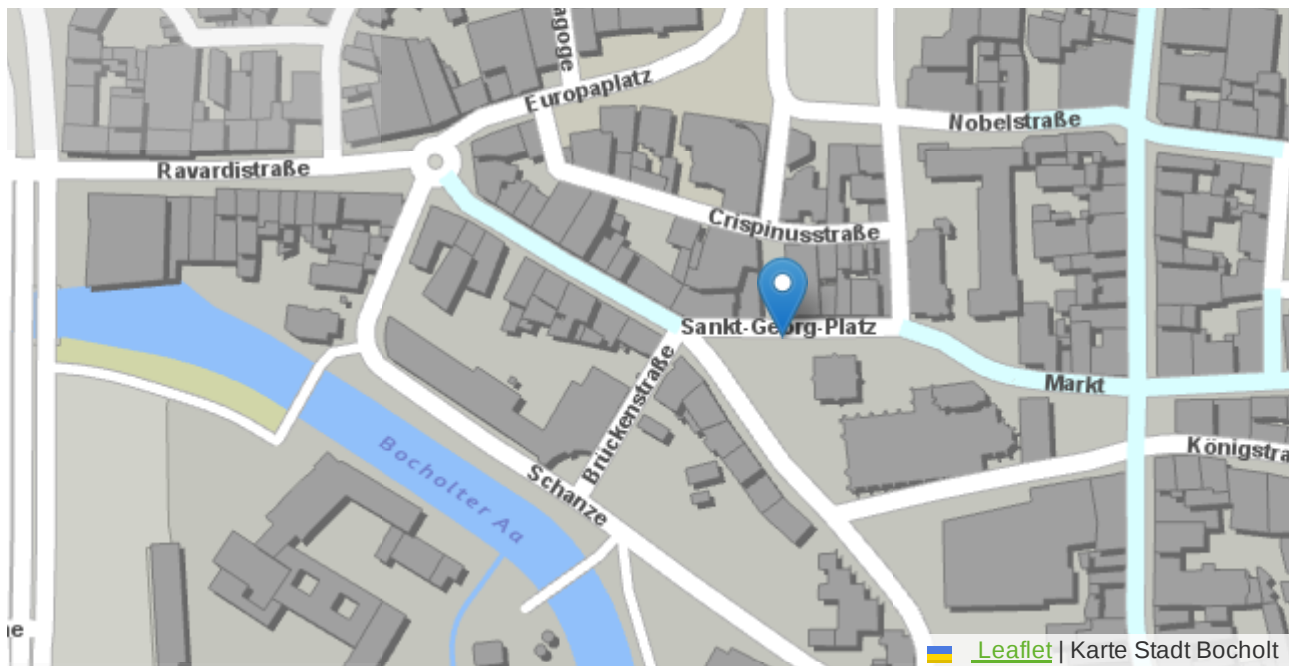 agoge
Europaplatz
Nobelstraße
Ravardistraße
Crispinusstraße
Sankt-Georg-Platz
Markt
Brückenstraße
Königstra
Bocholter Aa
Schanze
Leaflet | Karte Stadt Bocholt